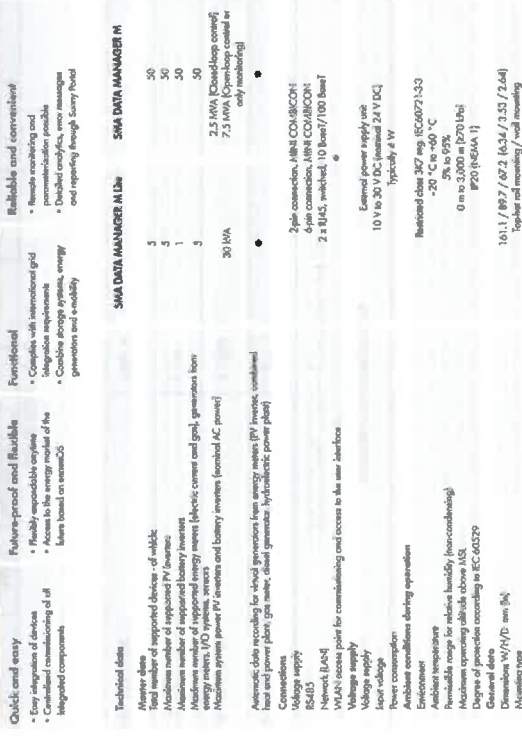 Quick and easy
• Easy integration of devices
• Centralized commissioning of all
integrated components
Future-proof and flexible
• Flexibly expandable anytime
• Access to the energy market of the
future based on ennexOS
Functional
• Complies with international grid
integration requirements
• Combine storage systems, energy
generators and e-mobility
Reliable and convenient
• Remote monitoring and
parameterization possible
• Detailed analytics, error messages
and reporting through Sunny Portal
Technical data SMA DATA MANAGER M Lite SMA DATA MANAGER M
Master data
Total number of supported devices - of which: 5 50
Maximum number of supported PV inverters 5 50
Maximum number of supported battery inverters 1 50
Maximum number of supported energy meters (electric current and gas), generators from
energy meters, I/O systems, sensors 5 50
Maximum system power PV inverters and battery inverters (nominal AC power) 30 kVA 2.5 MVA (Closed-loop control)
7.5 MVA (Open-loop control or
only monitoring)
Automatic data recording for virtual generators from energy meters (PV inverter, combined
heat and power plant, gas meter, diesel generator, hydroelectric power plant) ● ●
Connections
Voltage supply 2-pin connection, MINI COMBICON
RS485 6-pin connection, MINI COMBICON
Network (LAN) 2 x RJ45, switched, 10 BaseT/100 BaseT
WLAN access point for commissioning and access to the user interface ●
Voltage supply
Voltage supply External power supply unit
Input voltage 10 V to 30 V DC (nominal 24 V DC)
Power consumption Typically 4 W
Ambient conditions during operation
Environment Restricted class 3K7 mg. IEC60721-3-3
Ambient temperature -20 °C to +60 °C
Permissible range for relative humidity (non-condensing) 5% to 95%
Maximum operating altitude above MSL 0 m to 3,000 m (≥70 kPa)
Degree of protection according to IEC 60529 IP20 (NEMA 1)
General data
Dimensions W/H/D mm (in) 161.1 / 89.7 / 67.2 (6.34 / 3.53 / 2.64)
Mounting type Top-hat rail mounting / wall mounting